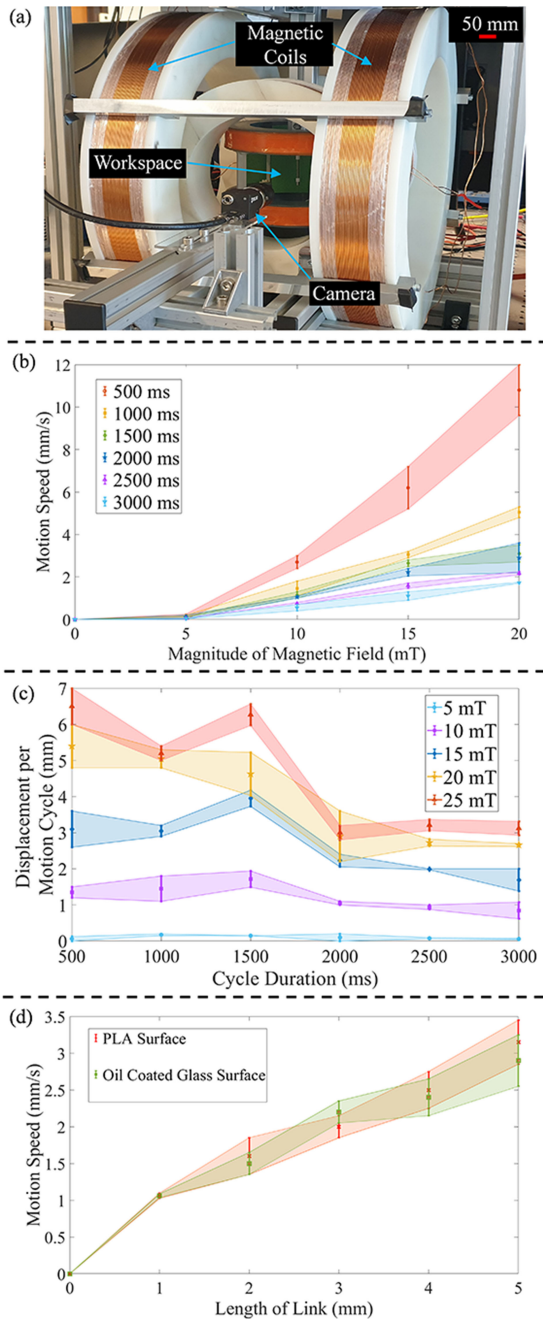 (a)
50 mm
Magnetic
Coils
Workspace
Camera
(b)
12
10
8
6
4
2
0
500 ms
1000 ms
1500 ms
2000 ms
2500 ms
3000 ms
Motion Speed (mm/s)
0 5 10 15 20
Magnitude of Magnetic Field (mT)
(c)
7
6
5
4
3
2
1
0
5 mT
10 mT
15 mT
20 mT
25 mT
Displacement per
Motion Cycle (mm)
500 1000 1500 2000 2500 3000
Cycle Duration (ms)
(d)
3.5
3
2.5
2
1.5
1
0.5
0
PLA Surface
Oil Coated Glass Surface
Motion Speed (mm/s)
0 1 2 3 4 5
Length of Link (mm)